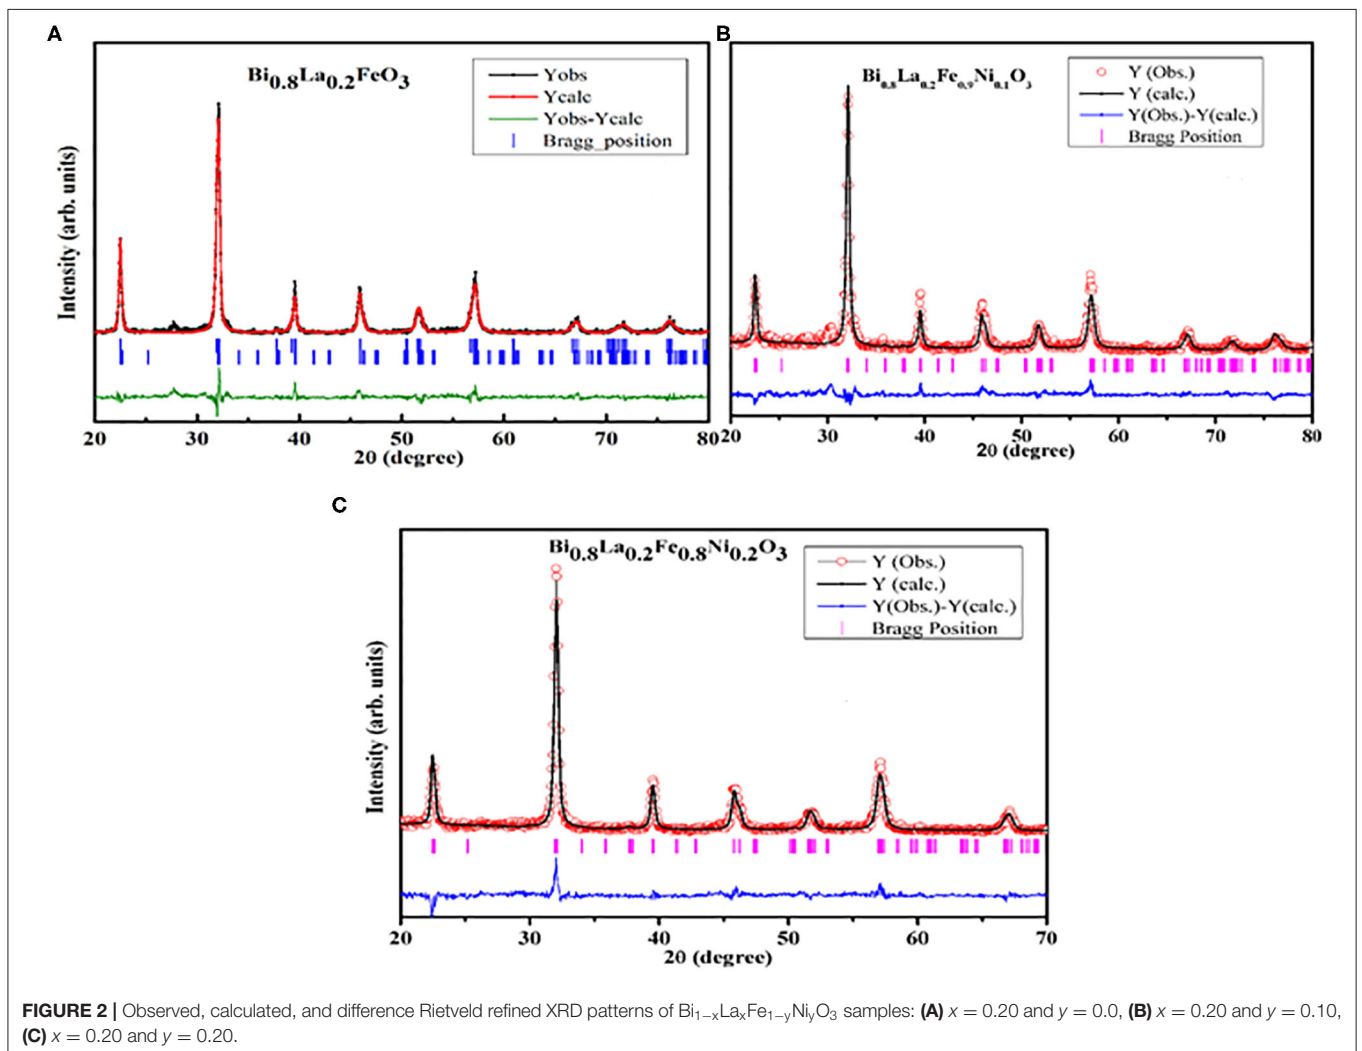 A
Bi0.8La0.2FeO3
Yobs
Ycalc
Yobs-Ycalc
Bragg_position
Intensity (arb. units)
20 30 40 50 60 70 80
2θ (degree)
B
Bi0.8La0.2Fe0.9Ni0.1O3
Y (Obs.)
Y (calc.)
Y(Obs.)-Y(calc.)
Bragg Position
Intensity (arb. units)
20 30 40 50 60 70 80
2θ (degree)
C
Bi0.8La0.2Fe0.8Ni0.2O3
Y (Obs.)
Y (calc.)
Y(Obs.)-Y(calc.)
Bragg Position
Intensity (arb. units)
20 30 40 50 60 70
2θ (degree)
FIGURE 2 | Observed, calculated, and difference Rietveld refined XRD patterns of Bi1−xLaxFe1−yNiyO3 samples: (A) x = 0.20 and y = 0.0, (B) x = 0.20 and y = 0.10,
(C) x = 0.20 and y = 0.20.